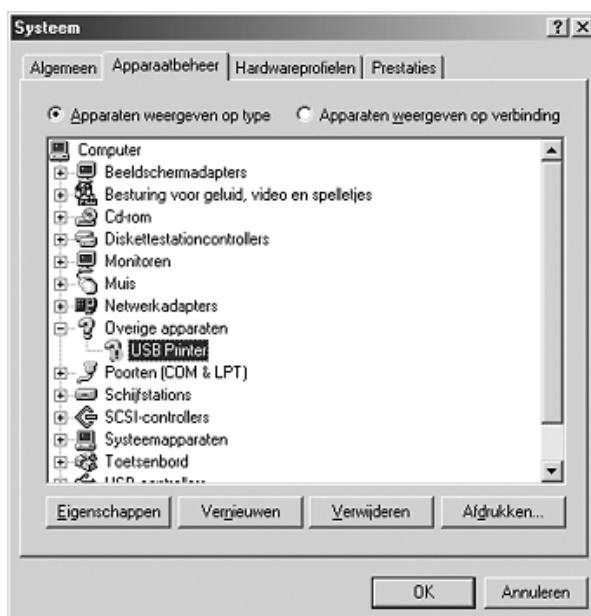 Systeem
Algemeen Apparaatbeheer Hardwareprofielen Prestaties
Apparaten weergeven op type Apparaten weergeven op verbinding
Computer
Beeldschermadapters
Besturing voor geluid, video en spelletjes
Cd-rom
Diskettestationcontrollers
Monitoren
Muis
Netwerkadapters
Overige apparaten
USB Printer
Poorten (COM & LPT)
Schijfstations
SCSI-controllers
Systeemapparaten
Toetsenbord
USB-controllers
Eigenschappen Vernieuwen Verwijderen Afdrukken...
OK Annuleren